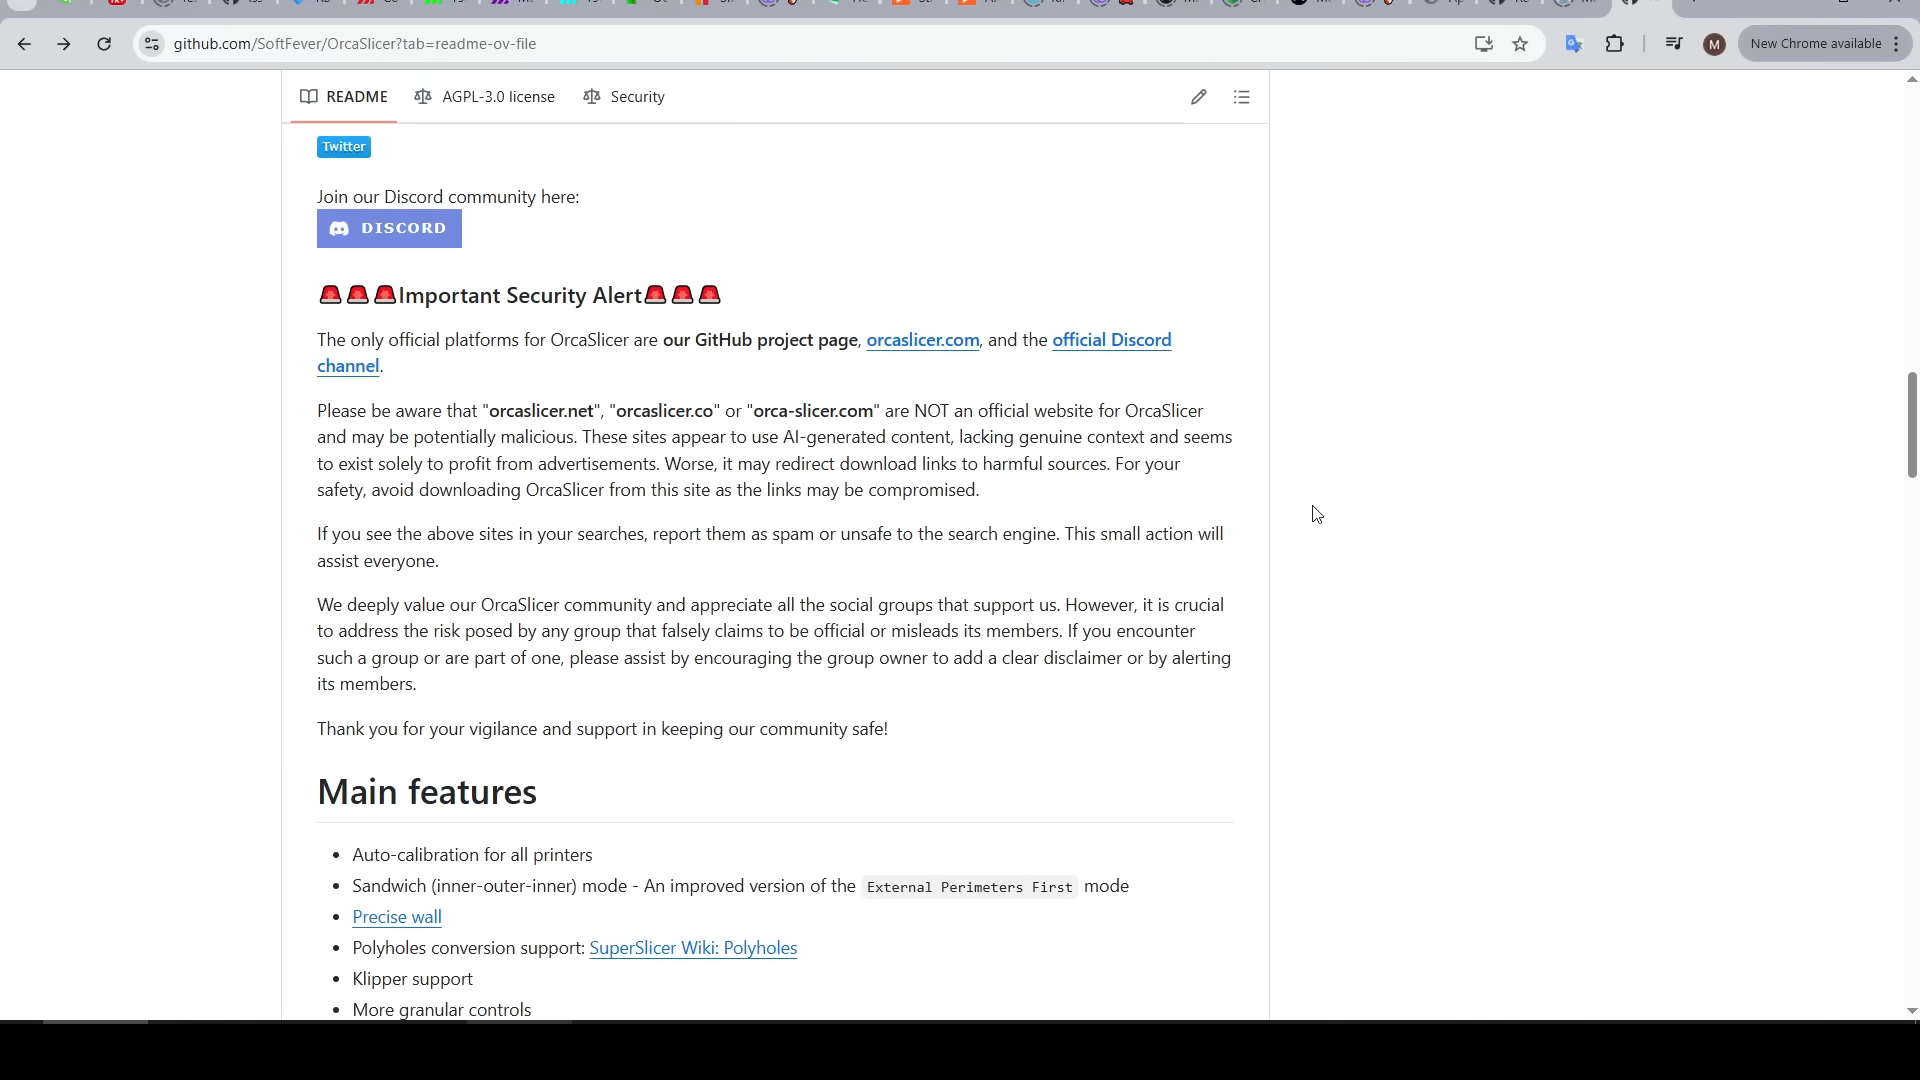 github.com/SoftFever/OrcaSlicer?tab=readme-ov-file
M
New Chrome available
README
AGPL-3.0 license
Security
Twitter
Join our Discord community here:
DISCORD
🚨🚨🚨Important Security Alert🚨🚨🚨
The only official platforms for OrcaSlicer are our GitHub project page, orcaslicer.com, and the official Discord
channel.
Please be aware that "orcaslicer.net", "orcaslicer.co" or "orca-slicer.com" are NOT an official website for OrcaSlicer
and may be potentially malicious. These sites appear to use AI-generated content, lacking genuine context and seems
to exist solely to profit from advertisements. Worse, it may redirect download links to harmful sources. For your
safety, avoid downloading OrcaSlicer from this site as the links may be compromised.
If you see the above sites in your searches, report them as spam or unsafe to the search engine. This small action will
assist everyone.
We deeply value our OrcaSlicer community and appreciate all the social groups that support us. However, it is crucial
to address the risk posed by any group that falsely claims to be official or misleads its members. If you encounter
such a group or are part of one, please assist by encouraging the group owner to add a clear disclaimer or by alerting
its members.
Thank you for your vigilance and support in keeping our community safe!
Main features
• Auto-calibration for all printers
• Sandwich (inner-outer-inner) mode - An improved version of the External Perimeters First mode
• Precise wall
• Polyholes conversion support: SuperSlicer Wiki: Polyholes
• Klipper support
• More granular controls